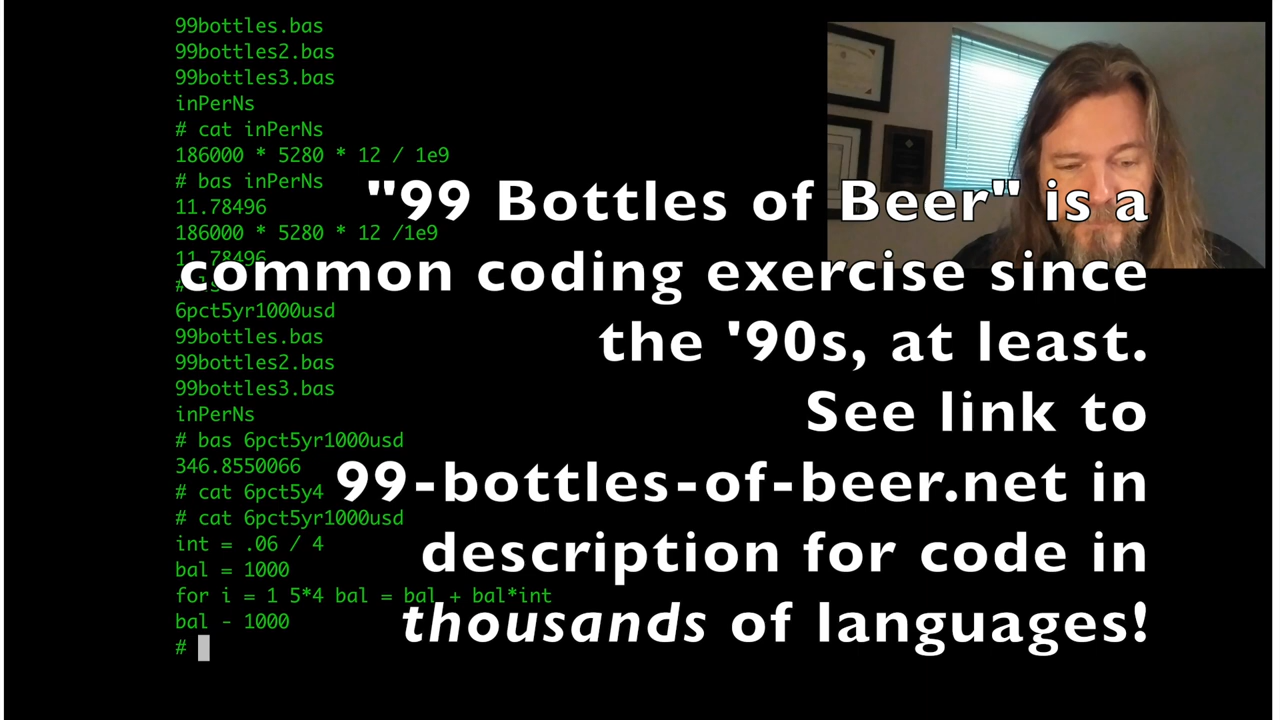 99bottles.bas
99bottles2.bas
99bottles3.bas
inPerNs
# cat inPerNs
186000 * 5280 * 12 / 1e9
# bas inPerNs
11.78496
186000 * 5280 * 12 /1e9
11.78496
# ls
6pct5yr1000usd
99bottles.bas
99bottles2.bas
99bottles3.bas
inPerNs
# bas 6pct5yr1000usd
346.8550066
# cat 6pct5y4
# cat 6pct5yr1000usd
int = .06 / 4
bal = 1000
for i = 1 5*4 bal = bal + bal*int
bal - 1000
#
"99 Bottles of Beer" is a
common coding exercise since
the '90s, at least.
See link to
99-bottles-of-beer.net in
description for code in
thousands of languages!